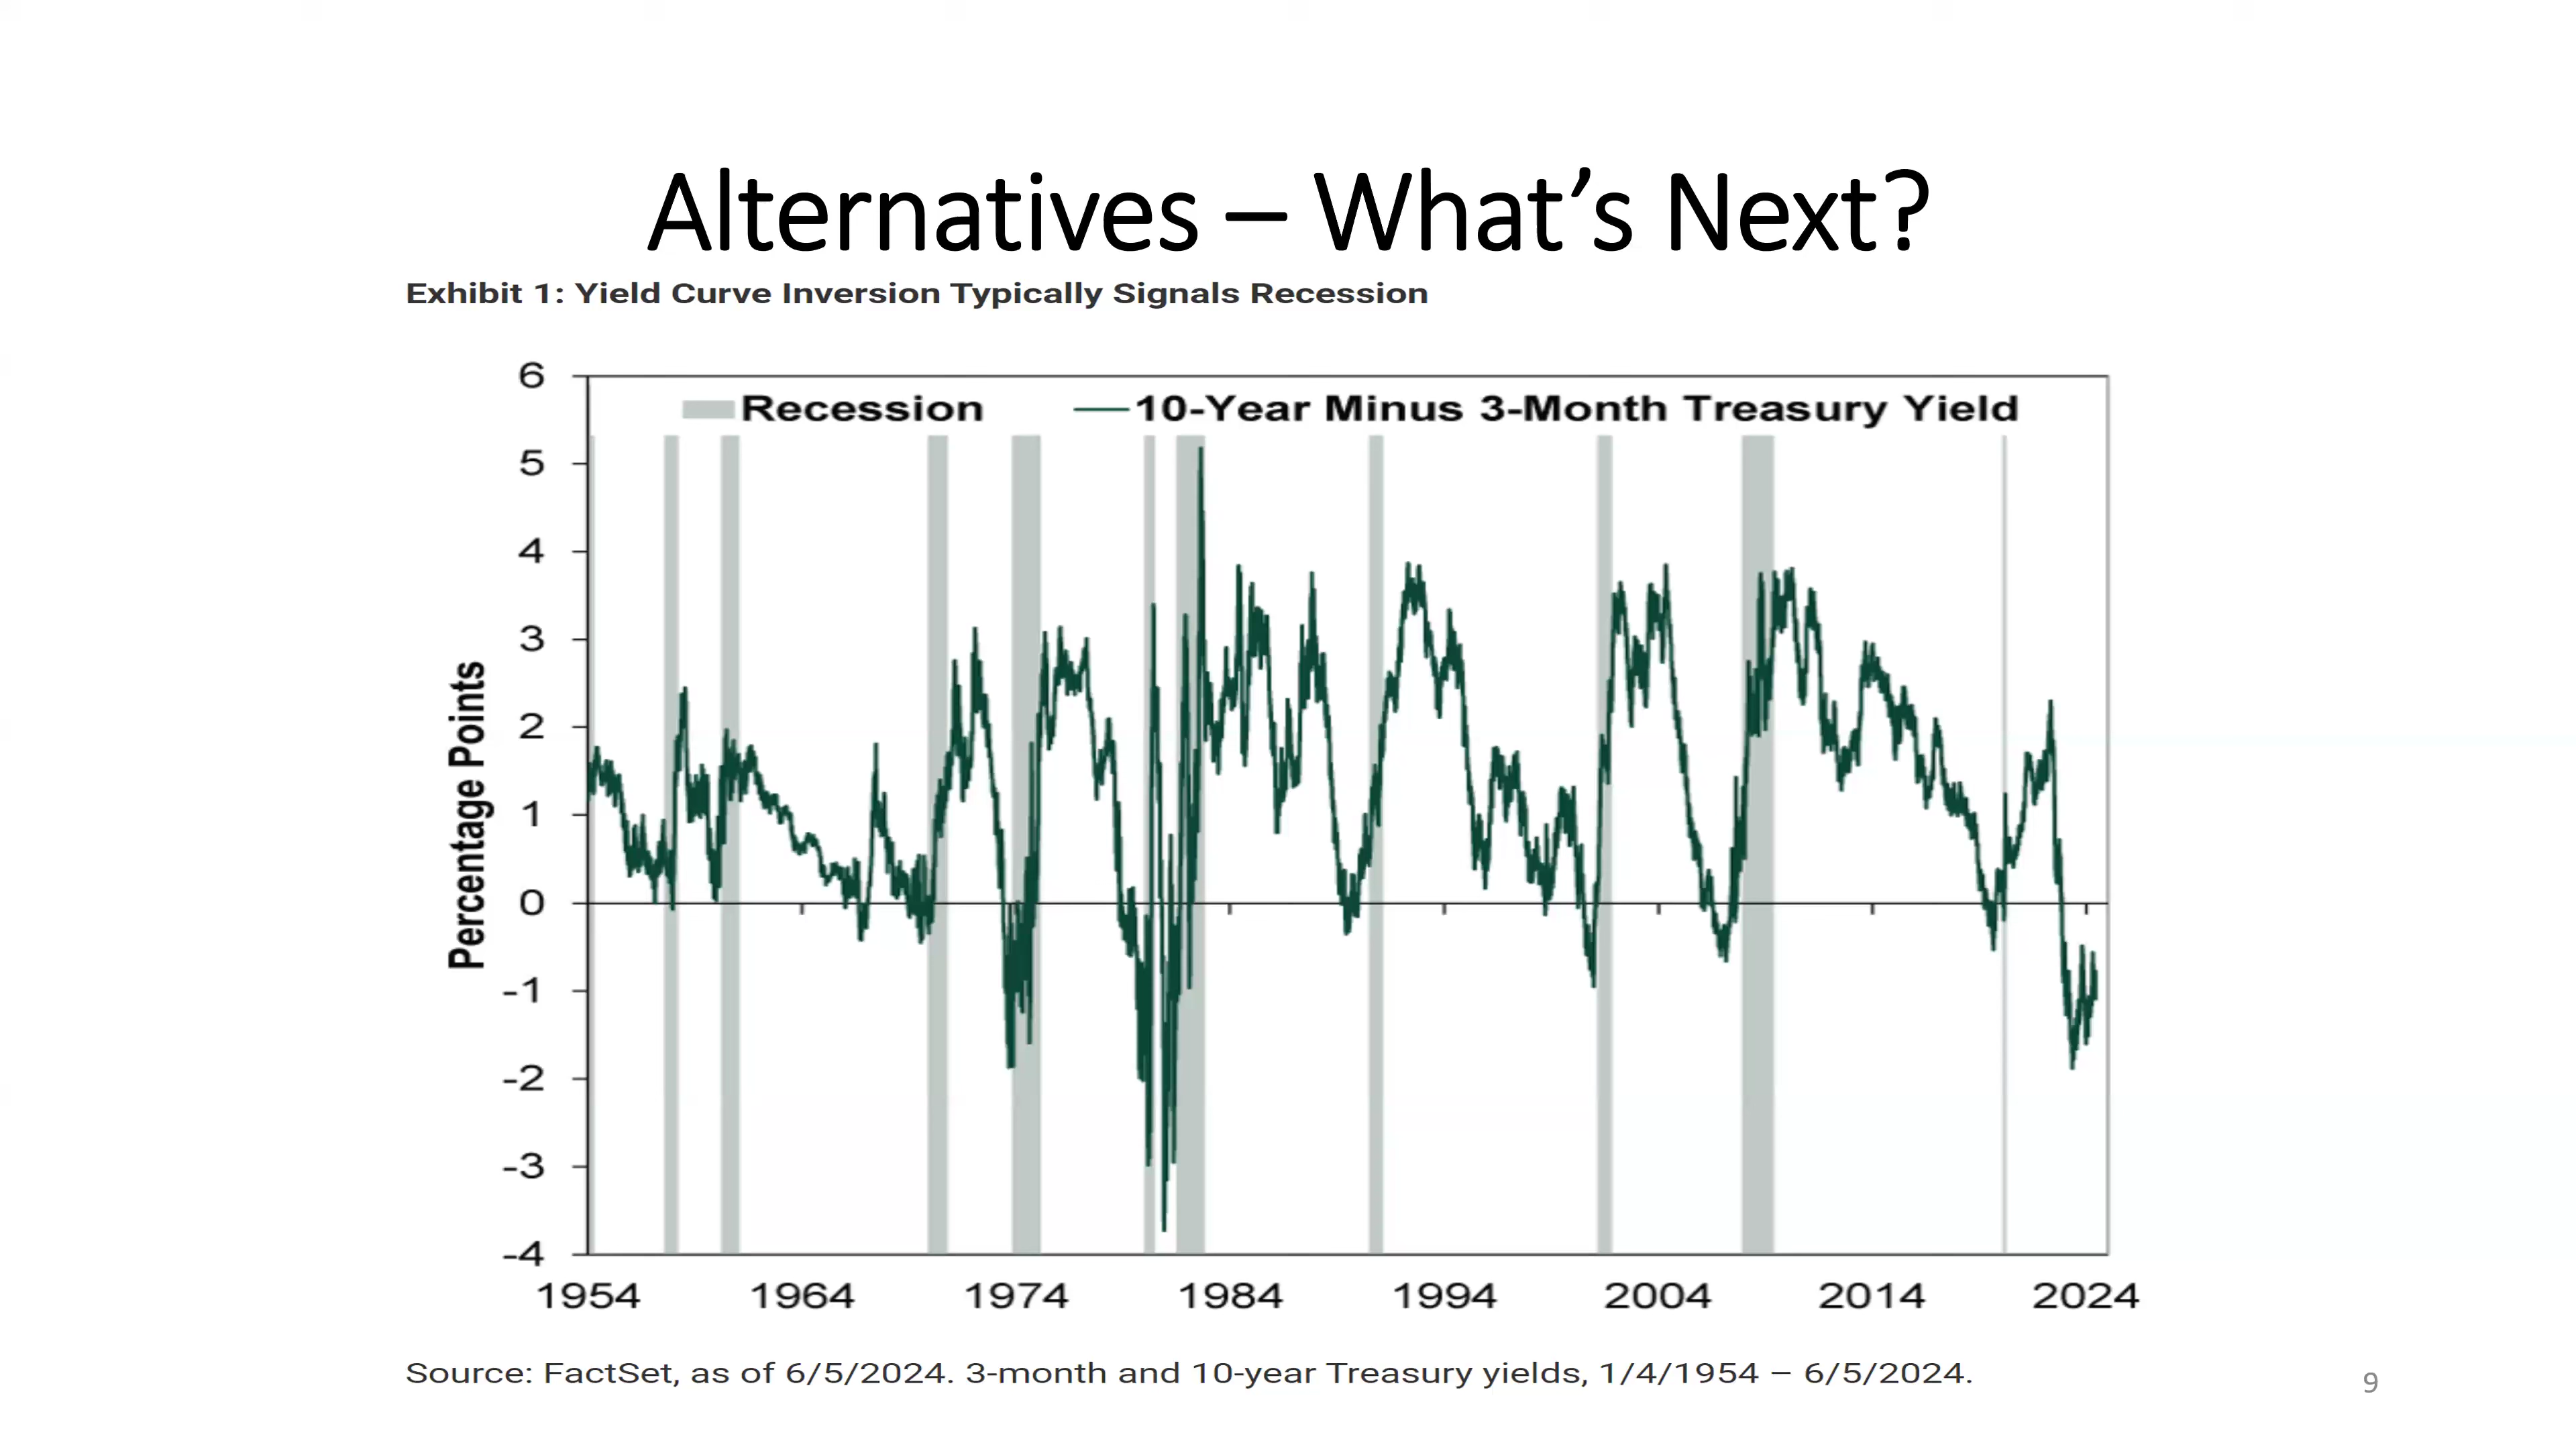 Alternatives – What’s Next?
Exhibit 1: Yield Curve Inversion Typically Signals Recession
Recession
10-Year Minus 3-Month Treasury Yield
Percentage Points
6
5
4
3
2
1
0
-1
-2
-3
-4
1954 1964 1974 1984 1994 2004 2014 2024
Source: FactSet, as of 6/5/2024. 3-month and 10-year Treasury yields, 1/4/1954 – 6/5/2024.
9